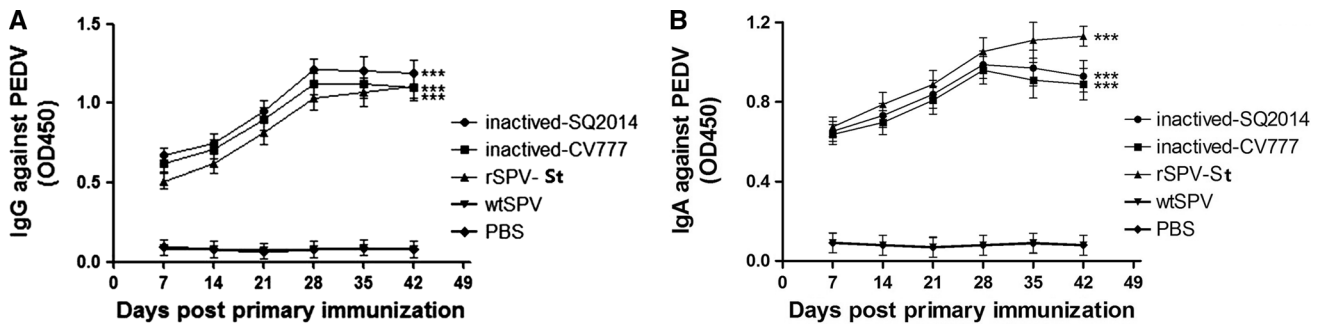 A
IgG against PEDV
(OD450)
1.5
1.0
0.5
0.0
0 7 14 21 28 35 42 49
Days post primary immunization
***
***
***
inactived-SQ2014
inactived-CV777
rSPV- St
wtSPV
PBS
B
IgA against PEDV
(OD450)
1.2
0.8
0.4
0.0
0 7 14 21 28 35 42 49
Days post primary immunization
***
***
***
inactived-SQ2014
inactived-CV777
rSPV-St
wtSPV
PBS